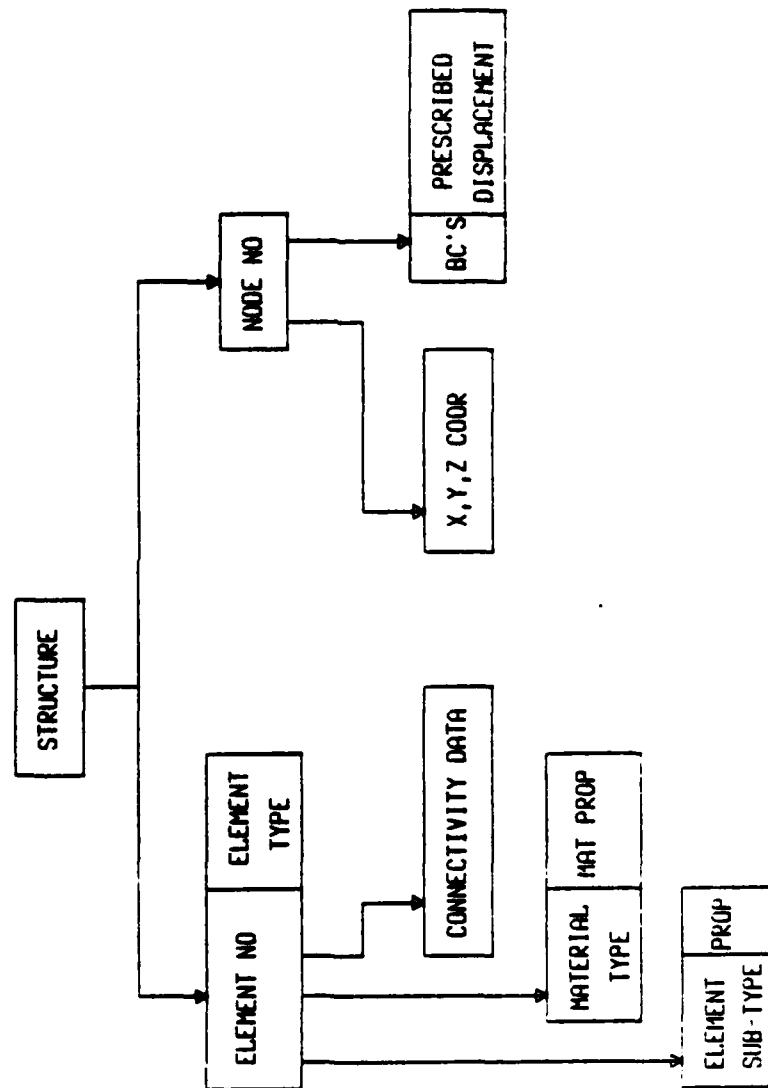 STRUCTURE
ELEMENT NO
ELEMENT
TYPE
NODE NO
CONNECTIVITY DATA
X,Y,Z COOR
BC'S
PRESCRIBED
DISPLACEMENT
MATERIAL
TYPE
MAT PROP
ELEMENT
SUB-TYPE
PROP